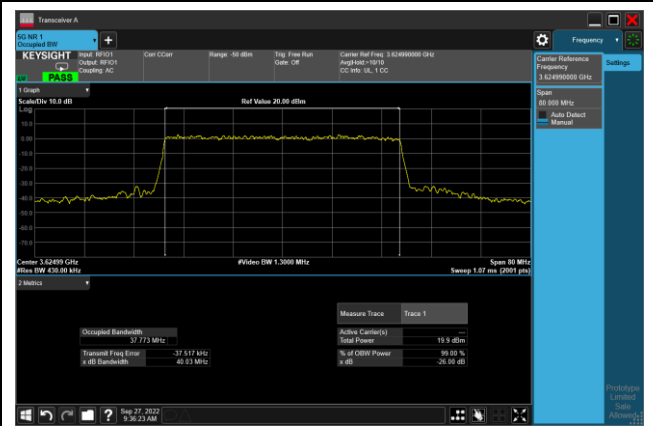 Transceiver A
5G NR 1
Occupied BW
Frequency
KEYSIGHT
Input: RFIO1
Output: RFIO1
Coupling: AC
Corr CCorr
Range: -50 dBm
Trig: Free Run
Gate: Off
Carrier Ref Freq: 3.624990000 GHz
Avg|Hold:>10/10
CC Info: UL, 1 CC
PASS
Carrier Reference
Frequency
3.624990000 GHz
Settings
Span
80.000 MHz
Auto Detect
Manual
1 Graph
Scale/Div 10.0 dB
Ref Value 20.00 dBm
Log
10.0
0.00
-10.0
-20.0
-30.0
-40.0
-50.0
-60.0
-70.0
Center 3.62499 GHz
#Video BW 1.3000 MHz
Span 80 MHz
#Res BW 430.00 kHz
Sweep 1.07 ms (2001 pts)
2 Metrics
Measure Trace
Trace 1
Occupied Bandwidth
37.773 MHz
Active Carrier(s)
---
Total Power
19.9 dBm
Transmit Freq Error
-37.517 kHz
x dB Bandwidth
40.03 MHz
% of OBW Power
99.00 %
x dB
-26.00 dB
Sep 27, 2022
9:36:23 AM
Prototype
Limited
Sale
Allowed